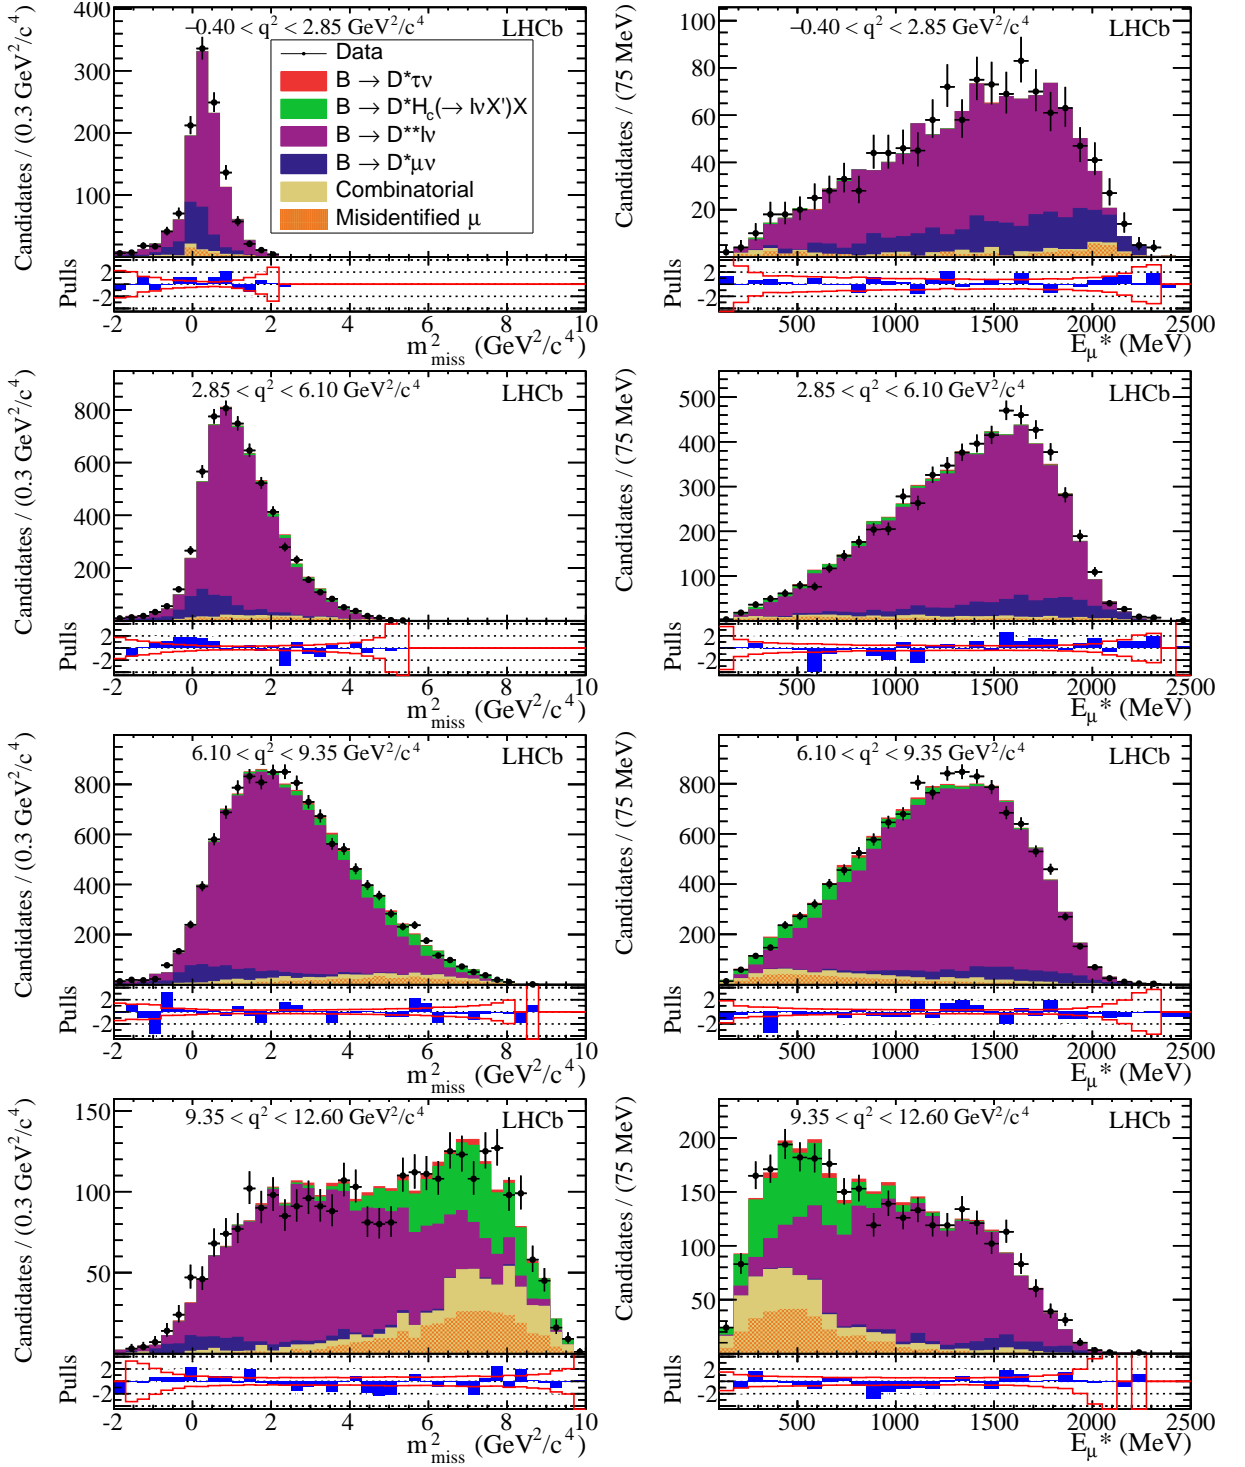 −0.40 < q² < 2.85 GeV²/c⁴
LHCb
Candidates / (0.3 GeV²/c⁴)
400
300
200
100
Data
B → D*τν
B → D*H_c(→ lνX')X
B → D**lν
B → D*μν
Combinatorial
Misidentified μ
Pulls
2
-2
-2 0 2 4 6 8 10
m²_miss (GeV²/c⁴)
−0.40 < q² < 2.85 GeV²/c⁴
LHCb
Candidates / (75 MeV)
100
80
60
40
20
Pulls
2
-2
500 1000 1500 2000 2500
E_μ* (MeV)
2.85 < q² < 6.10 GeV²/c⁴
LHCb
Candidates / (0.3 GeV²/c⁴)
800
600
400
200
Pulls
2
-2
-2 0 2 4 6 8 10
m²_miss (GeV²/c⁴)
2.85 < q² < 6.10 GeV²/c⁴
LHCb
Candidates / (75 MeV)
500
400
300
200
100
Pulls
2
-2
500 1000 1500 2000 2500
E_μ* (MeV)
6.10 < q² < 9.35 GeV²/c⁴
LHCb
Candidates / (0.3 GeV²/c⁴)
800
600
400
200
Pulls
2
-2
-2 0 2 4 6 8 10
m²_miss (GeV²/c⁴)
6.10 < q² < 9.35 GeV²/c⁴
LHCb
Candidates / (75 MeV)
800
600
400
200
Pulls
2
-2
500 1000 1500 2000 2500
E_μ* (MeV)
9.35 < q² < 12.60 GeV²/c⁴
LHCb
Candidates / (0.3 GeV²/c⁴)
150
100
50
Pulls
2
-2
-2 0 2 4 6 8 10
m²_miss (GeV²/c⁴)
9.35 < q² < 12.60 GeV²/c⁴
LHCb
Candidates / (75 MeV)
200
150
100
50
Pulls
2
-2
500 1000 1500 2000 2500
E_μ* (MeV)